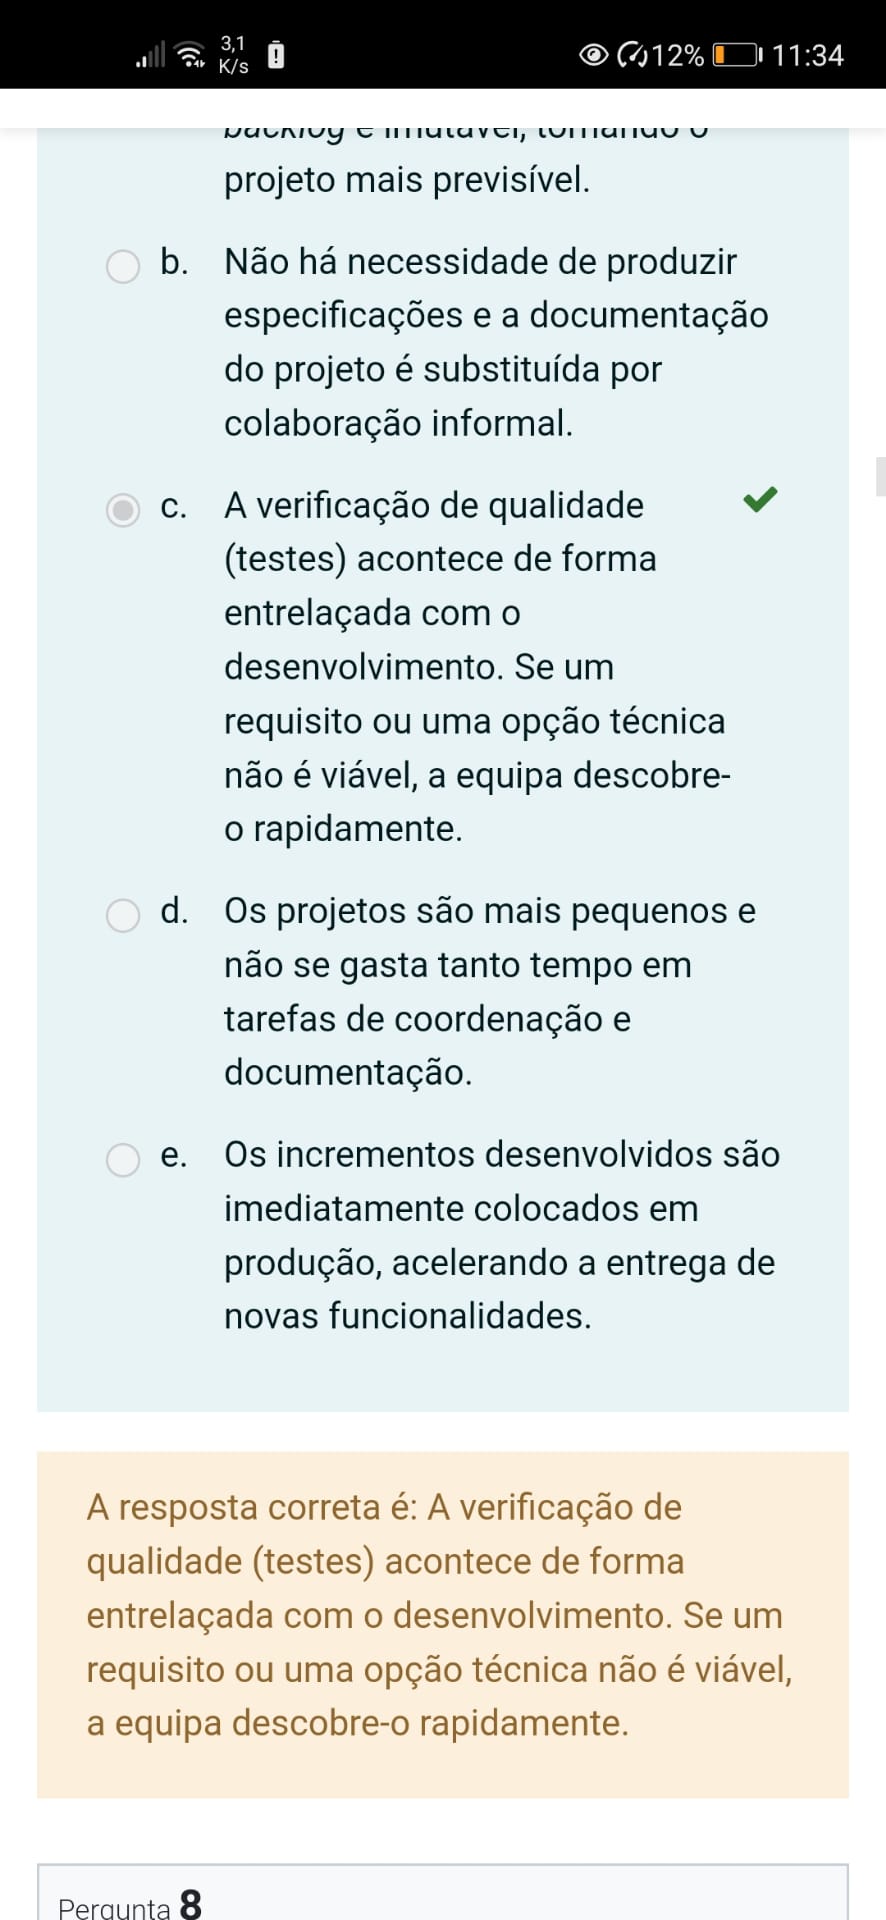 3,1
K/s
12%
11:34
backlog é imutável, tornando o
projeto mais previsível.
b. Não há necessidade de produzir
especificações e a documentação
do projeto é substituída por
colaboração informal.
c. A verificação de qualidade
(testes) acontece de forma
entrelaçada com o
desenvolvimento. Se um
requisito ou uma opção técnica
não é viável, a equipa descobre-
o rapidamente.
d. Os projetos são mais pequenos e
não se gasta tanto tempo em
tarefas de coordenação e
documentação.
e. Os incrementos desenvolvidos são
imediatamente colocados em
produção, acelerando a entrega de
novas funcionalidades.
A resposta correta é: A verificação de
qualidade (testes) acontece de forma
entrelaçada com o desenvolvimento. Se um
requisito ou uma opção técnica não é viável,
a equipa descobre-o rapidamente.
Pergunta 8